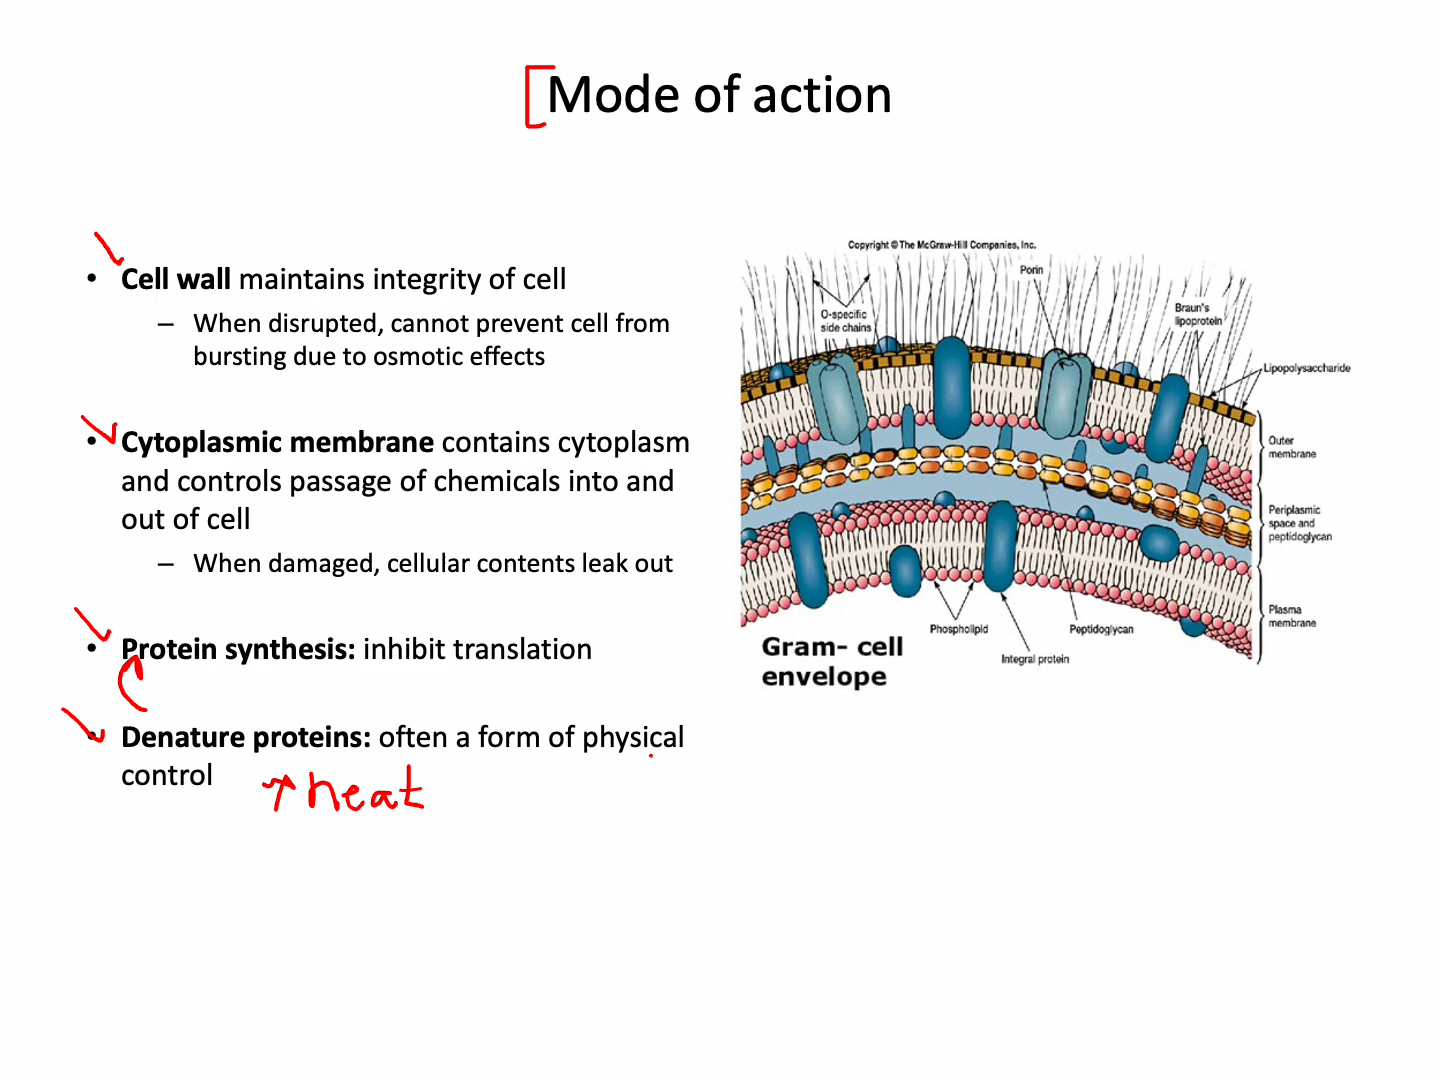 Mode of action
• Cell wall maintains integrity of cell
– When disrupted, cannot prevent cell from
bursting due to osmotic effects
• Cytoplasmic membrane contains cytoplasm
and controls passage of chemicals into and
out of cell
– When damaged, cellular contents leak out
• Protein synthesis: inhibit translation
• Denature proteins: often a form of physical
control
↑ heat
Copyright © The McGraw-Hill Companies, Inc.
Porin
O-specific
side chains
Braun's
lipoprotein
Lipopolysaccharide
Outer
membrane
Periplasmic
space and
peptidoglycan
Plasma
membrane
Phospholipid
Peptidoglycan
Integral protein
Gram- cell
envelope